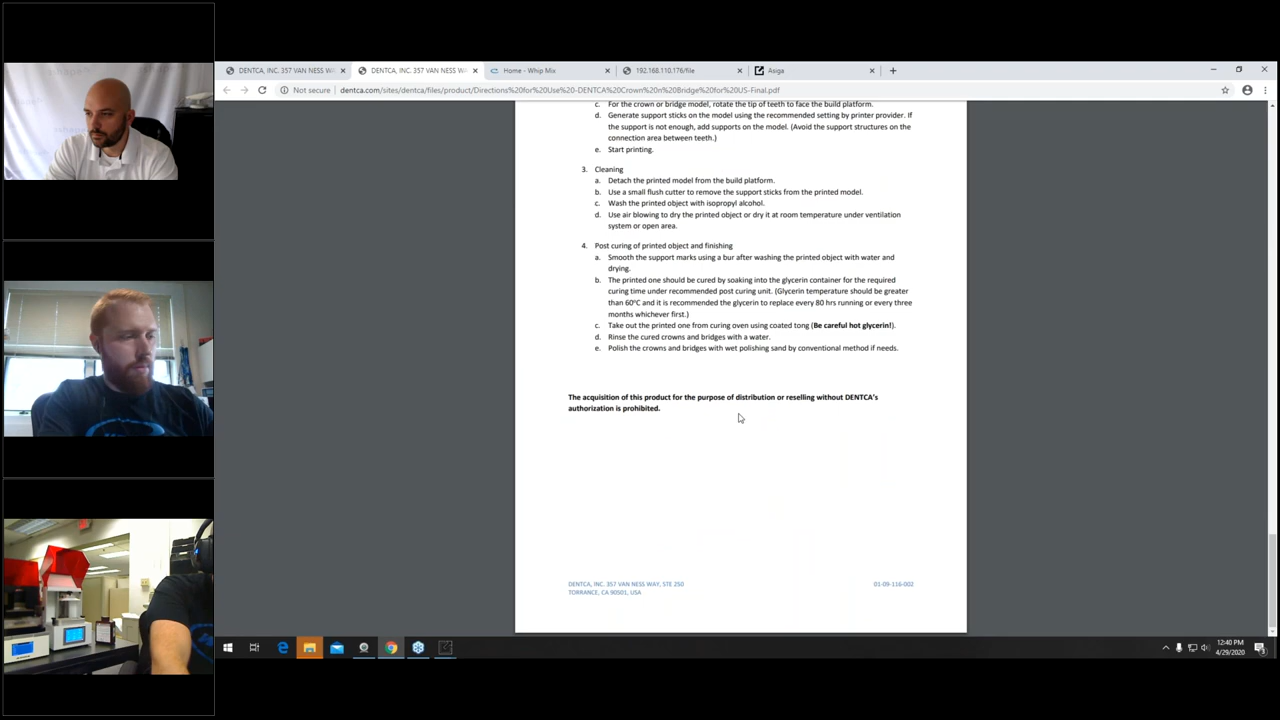 DENTCA, INC. 357 VAN NESS W
DENTCA, INC. 357 VAN NESS W
Home - Whip Mix
192.168.110.176/file
Asiga
Not secure
dentca.com/sites/dentca/files/product/Directions%20for%20Use%20-DENTCA%20Crown%20n%20Bridge%20for%20US-Final.pdf
c. For the crown or bridge model, rotate the tip of teeth to face the build platform.
d. Generate support sticks on the model using the recommended setting by printer provider. If
the support is not enough, add supports on the model. (Avoid the support structures on the
connection area between teeth.)
e. Start printing.
3. Cleaning
a. Detach the printed model from the build platform.
b. Use a small flush cutter to remove the support sticks from the printed model.
c. Wash the printed object with isopropyl alcohol.
d. Use air blowing to dry the printed object or dry it at room temperature under ventilation
system or open area.
4. Post curing of printed object and finishing
a. Smooth the support marks using a bur after washing the printed object with water and
drying.
b. The printed one should be cured by soaking into the glycerin container for the required
curing time under recommended post curing unit. (Glycerin temperature should be greater
than 60°C and it is recommended the glycerin to replace every 80 hrs running or every three
months whichever first.)
c. Take out the printed one from curing oven using coated tong (Be careful hot glycerin!).
d. Rinse the cured crowns and bridges with a water.
e. Polish the crowns and bridges with wet polishing sand by conventional method if needs.
The acquisition of this product for the purpose of distribution or reselling without DENTCA's
authorization is prohibited.
DENTCA, INC. 357 VAN NESS WAY, STE 250
TORRANCE, CA 90501, USA
01-09-116-002
12:40 PM
4/29/2020